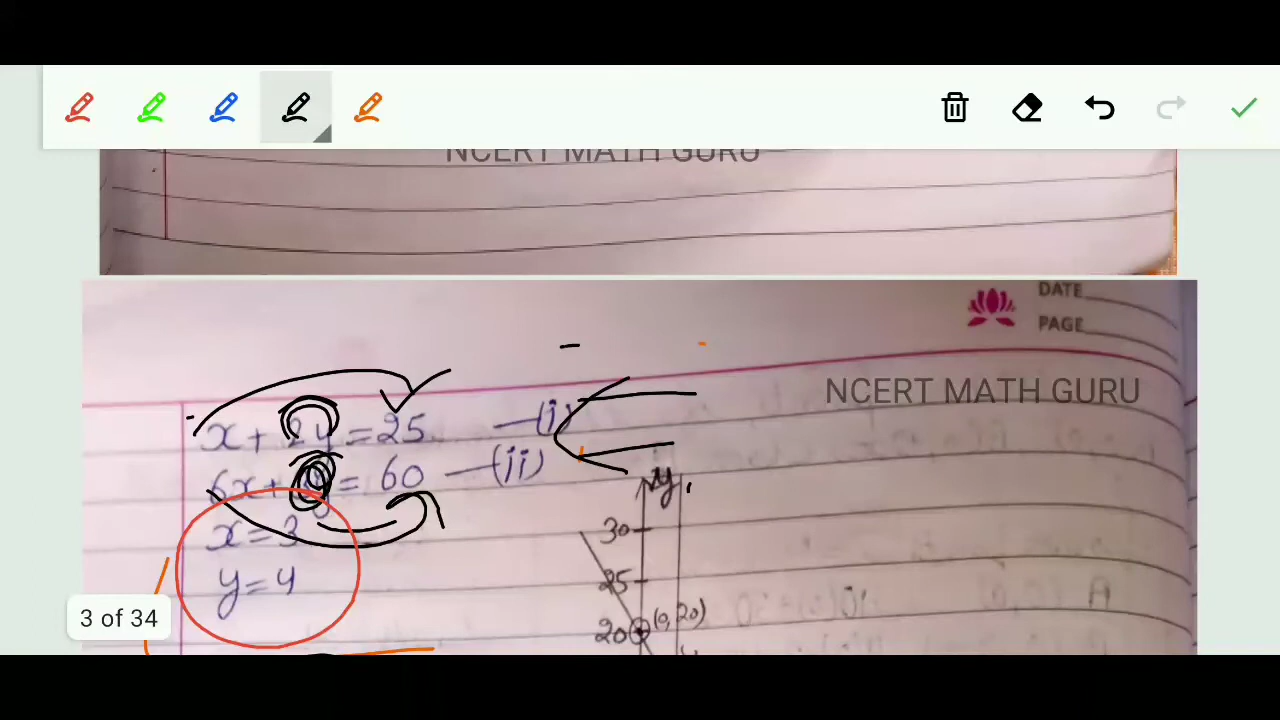 NCERT MATH GURU
DATE
PAGE
NCERT MATH GURU
x + 2y = 25 —(i)
6x + y = 60 —(ii)
x = 3
y = 4
y
30
25
20 (0,20)
3 of 34